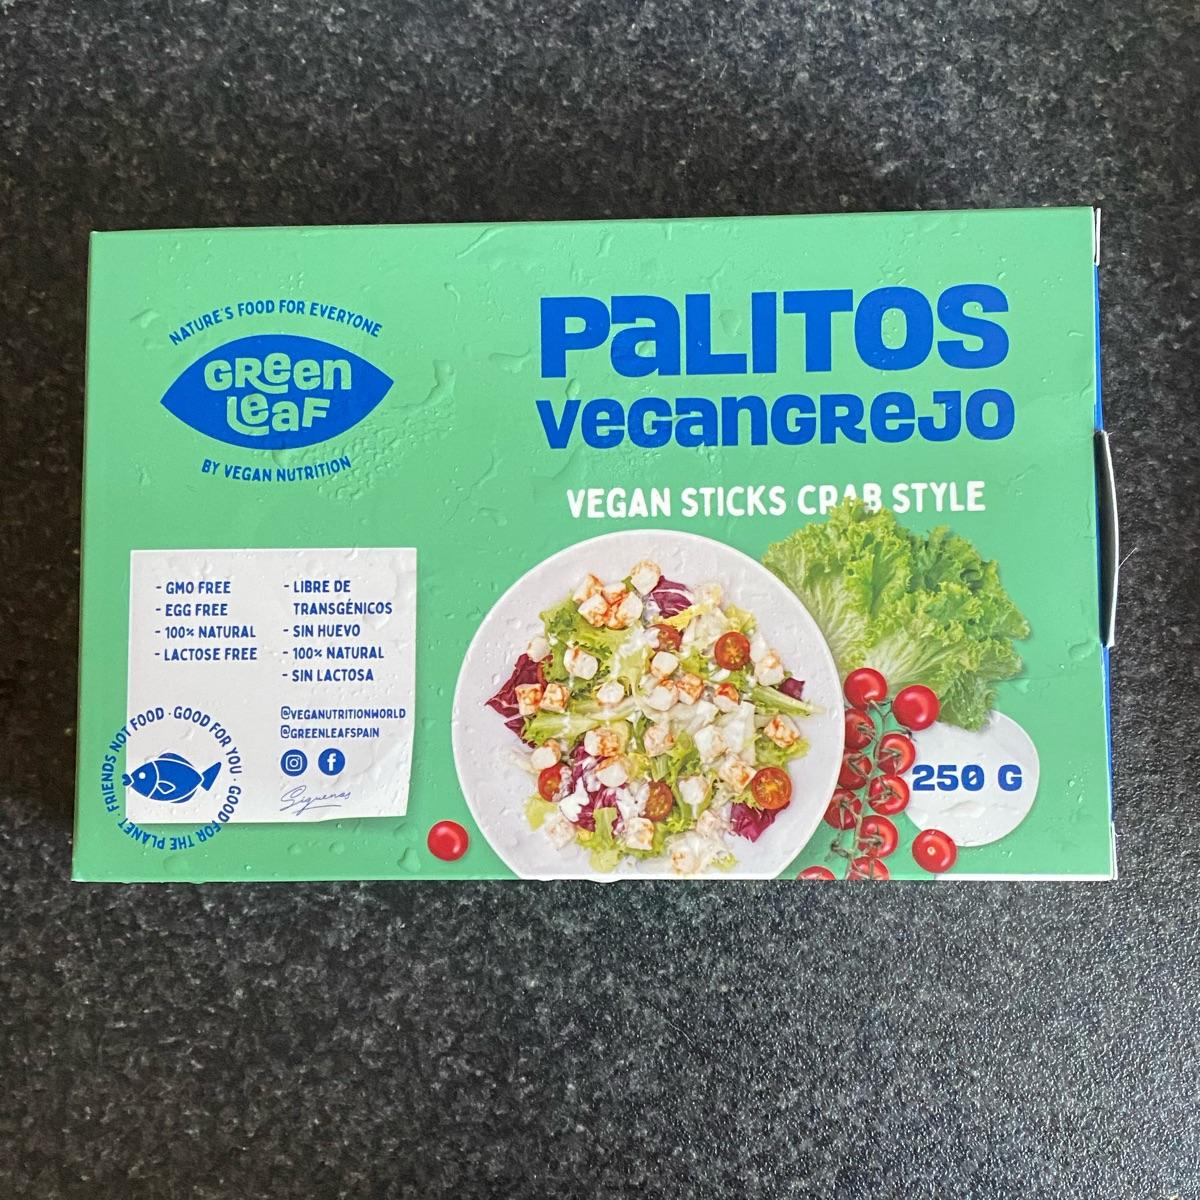 NATURE'S FOOD FOR EVERYONE
GReen
LeaF
BY VEGAN NUTRITION
PaLITOS
VeGanGReJO
VEGAN STICKS CRAB STYLE
- GMO FREE
- EGG FREE
- 100% NATURAL
- LACTOSE FREE
- LIBRE DE
TRANSGÉNICOS
- SIN HUEVO
- 100% NATURAL
- SIN LACTOSA
@VEGANUTRITIONWORLD
@GREENLEAFSPAIN
Síguenos
FRIENDS NOT FOOD · GOOD FOR YOU · GOOD FOR THE PLANET ·
250 G